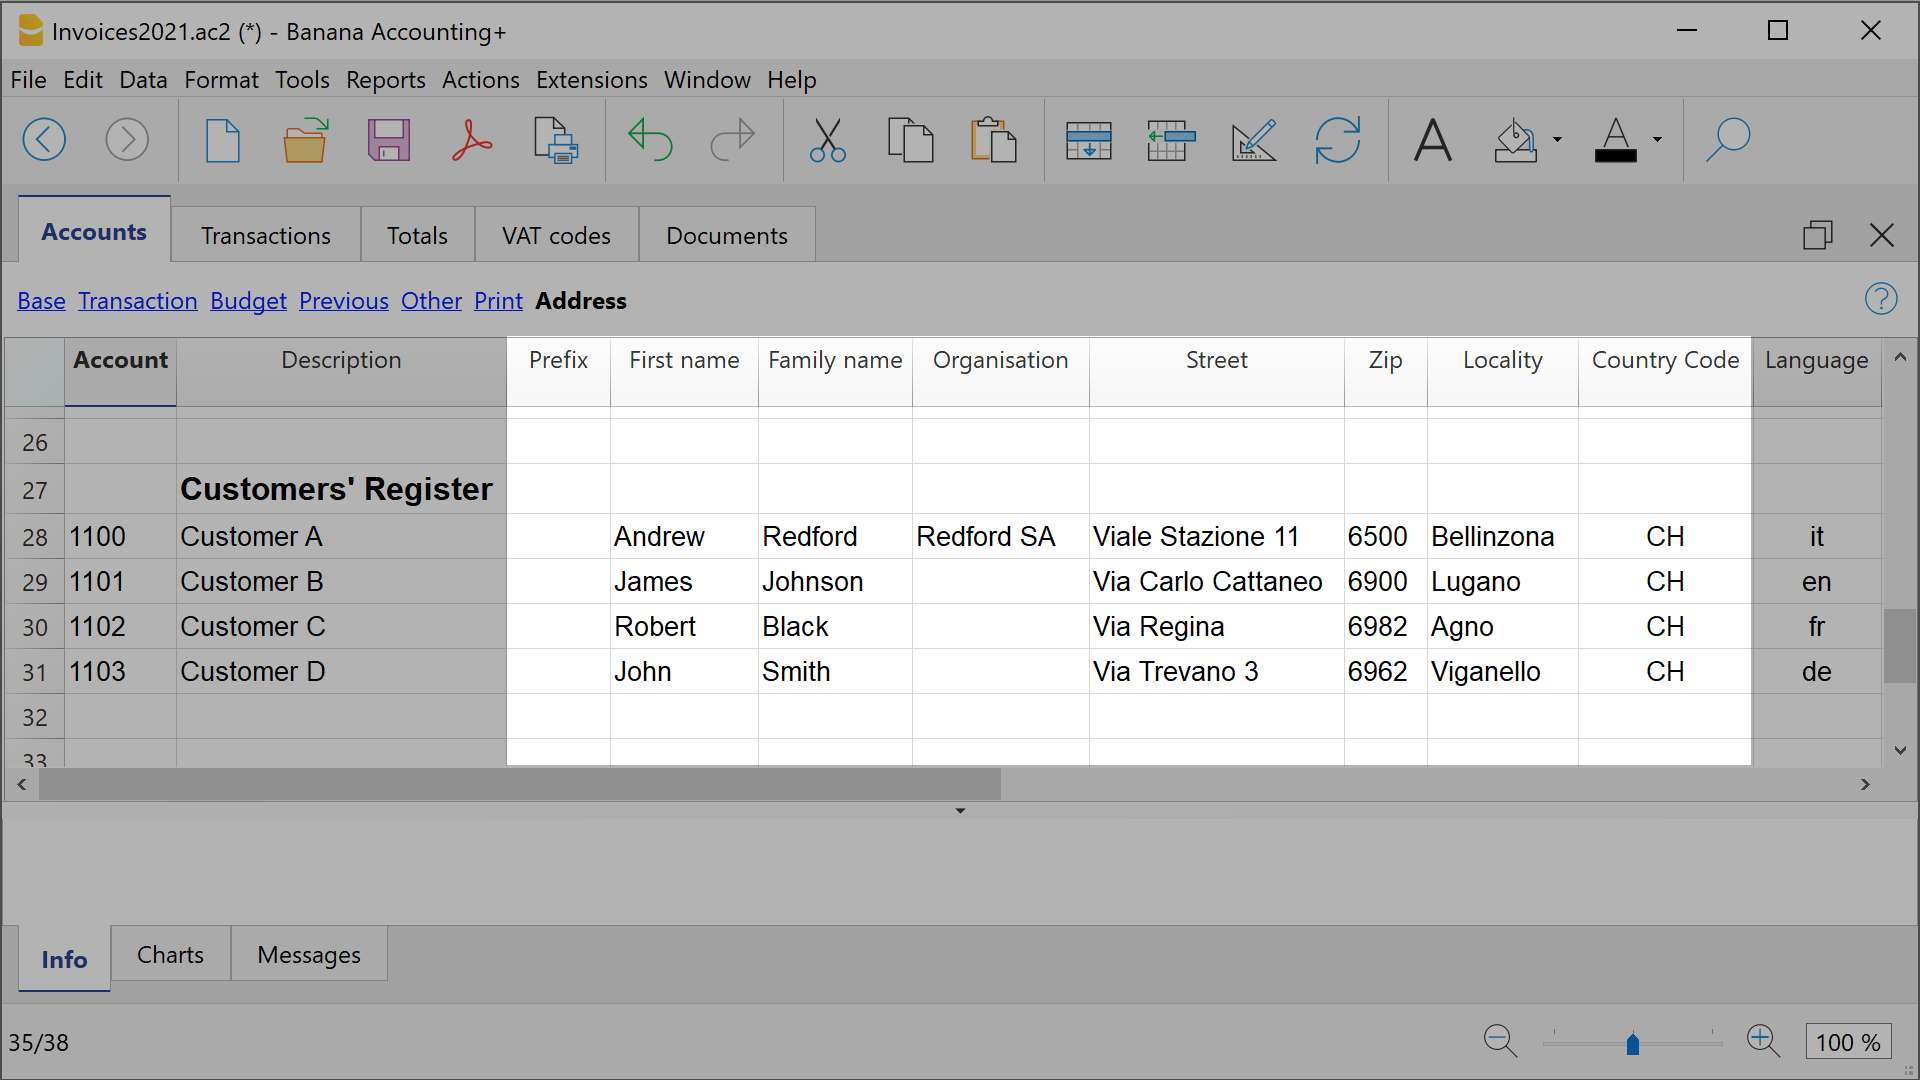 Invoices2021.ac2 (*) - Banana Accounting+
File Edit Data Format Tools Reports Actions Extensions Window Help
Accounts Transactions Totals VAT codes Documents
Base Transaction Budget Previous Other Print Address
Account Description Prefix First name Family name Organisation Street Zip Locality Country Code Language
26
27 Customers' Register
28 1100 Customer A Andrew Redford Redford SA Viale Stazione 11 6500 Bellinzona CH it
29 1101 Customer B James Johnson Via Carlo Cattaneo 6900 Lugano CH en
30 1102 Customer C Robert Black Via Regina 6982 Agno CH fr
31 1103 Customer D John Smith Via Trevano 3 6962 Viganello CH de
32
33
Info Charts Messages
35/38 100 %